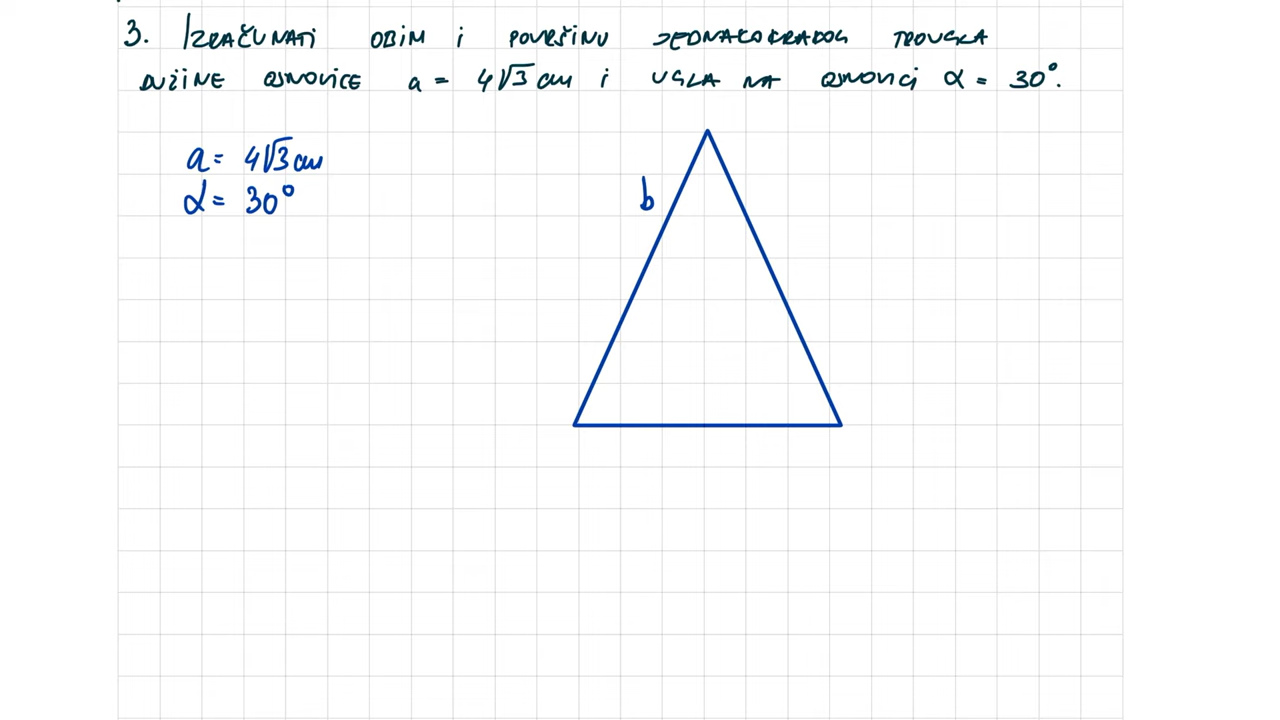 3. IZRAČUNATI OBIM I POVRŠINU JEDNAKOKRAKOG TROUGLA
DUŽINE OSNOVICE a = 4√3 cm i UGLA NA OSNOVICI α = 30°.
a = 4√3 cm
α = 30°
b